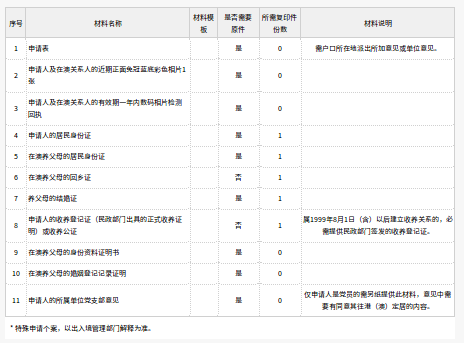 序号 材料名称 材料模板 是否需要原件 所需复印件份数 材料说明
1 申请表 是 0 需户口所在地派出所加意见或单位意见。
2 申请人及在澳关系人的近期正面免冠蓝底彩色相片1张 是 0
3 申请人及在澳关系人的有效期一年内数码相片检测回执 是 0
4 申请人的居民身份证 是 1
5 在澳养父母的居民身份证 是 1
6 在澳养父母的回乡证 否 1
7 养父母的结婚证 是 1
8 申请人的收养登记证（民政部门出具的正式收养证明）或收养公证 否 1 属1999年8月1日（含）以后建立收养关系的，必需提供民政部门签发的收养登记证。
9 在澳养父母的身份资料证明书 是 0
10 在澳养父母的婚姻登记记录证明 是 0
11 申请人的所属单位党支部意见 是 0 仅申请人是党员的需另纸提供此材料，意见中需要有同意其往港（澳）定居的内容。
* 特殊申请个案，以出入境管理部门解释为准。